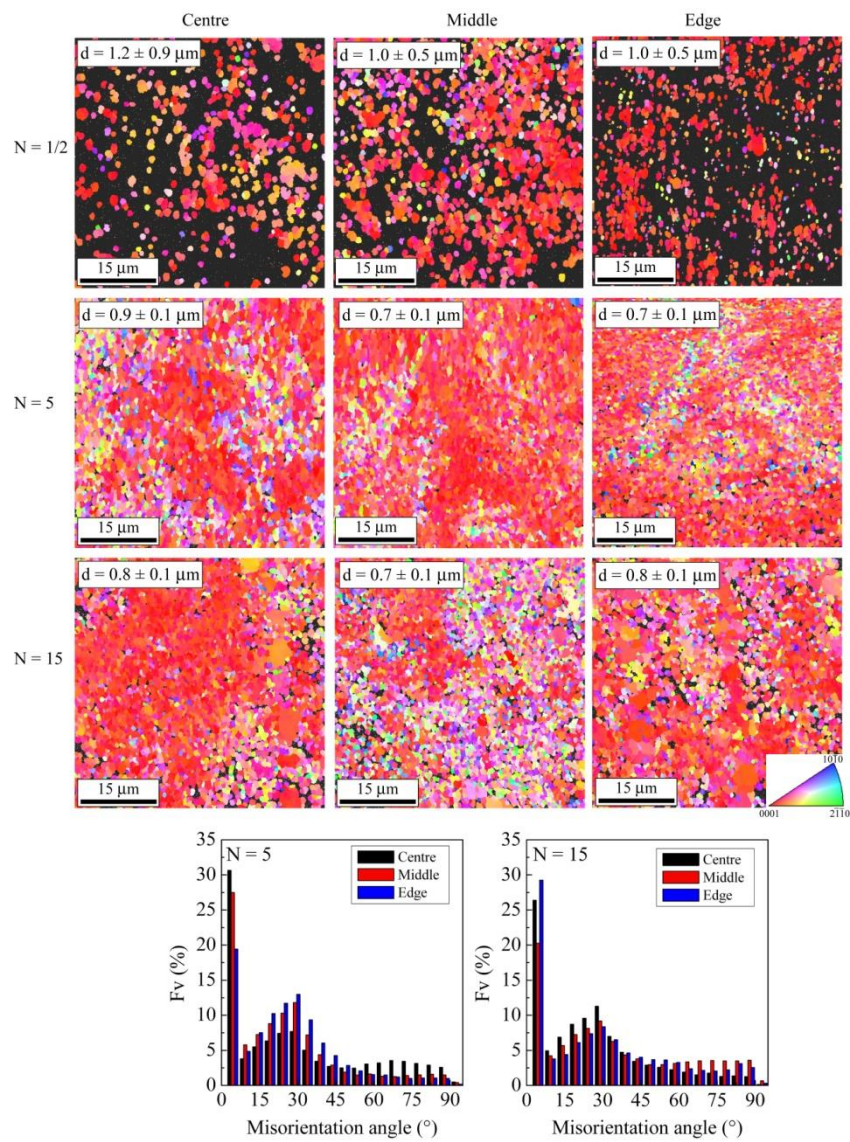 Centre Middle Edge
d = 1.2 ± 0.9 µm d = 1.0 ± 0.5 µm d = 1.0 ± 0.5 µm
N = 1/2
15 µm 15 µm 15 µm
d = 0.9 ± 0.1 µm d = 0.7 ± 0.1 µm d = 0.7 ± 0.1 µm
N = 5
15 µm 15 µm 15 µm
d = 0.8 ± 0.1 µm d = 0.7 ± 0.1 µm d = 0.8 ± 0.1 µm
N = 15
15 µm 15 µm 15 µm
10ī0
0001 2īī0
N = 5
Centre
Middle
Edge
35
30
25
20
15
10
5
0
Fv (%)
0 15 30 45 60 75 90
Misorientation angle (°)
N = 15
Centre
Middle
Edge
35
30
25
20
15
10
5
0
Fv (%)
0 15 30 45 60 75 90
Misorientation angle (°)